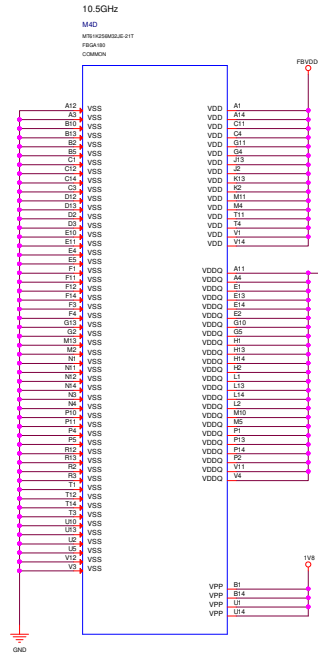 10.5GHz
M4D
MT61K256M32JE-21T
FBGA180
COMMON
FBVDD
A12 VSS VDD A1
A3 VSS VDD A14
B10 VSS VDD C11
B13 VSS VDD C4
B2 VSS VDD G11
B5 VSS VDD G4
C1 VSS VDD J13
C12 VSS VDD J2
C14 VSS VDD K13
C3 VSS VDD K2
D12 VSS VDD M11
D13 VSS VDD M4
D2 VSS VDD T11
D3 VSS VDD T4
E10 VSS VDD V1
E11 VSS VDD V14
E4 VSS
E5 VSS
F1 VSS VDDQ A11
F11 VSS VDDQ A4
F12 VSS VDDQ E1
F14 VSS VDDQ E13
F3 VSS VDDQ E14
F4 VSS VDDQ E2
G13 VSS VDDQ G10
G2 VSS VDDQ G5
M13 VSS VDDQ H1
M2 VSS VDDQ H13
N1 VSS VDDQ H14
N11 VSS VDDQ H2
N12 VSS VDDQ L1
N14 VSS VDDQ L13
N3 VSS VDDQ L14
N4 VSS VDDQ L2
P10 VSS VDDQ M10
P11 VSS VDDQ M5
P4 VSS VDDQ P1
P5 VSS VDDQ P13
R12 VSS VDDQ P14
R13 VSS VDDQ P2
R2 VSS VDDQ V11
R3 VSS VDDQ V4
T1 VSS
T12 VSS
T14 VSS
T3 VSS
U10 VSS
U13 VSS
U2 VSS
U5 VSS
V12 VSS
V3 VSS
1V8
VPP B1
VPP B14
VPP U1
VPP U14
GND